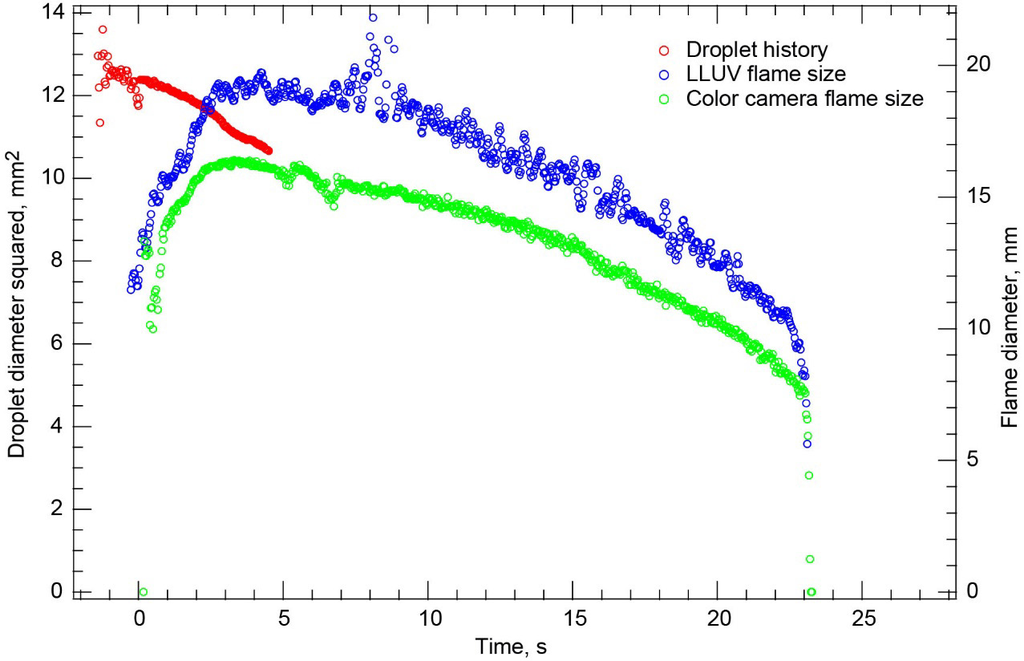 14
12
10
8
6
4
2
0
Droplet diameter squared, mm2
Droplet history
LLUV flame size
Color camera flame size
20
15
10
5
0
Flame diameter, mm
0 5 10 15 20 25
Time, s